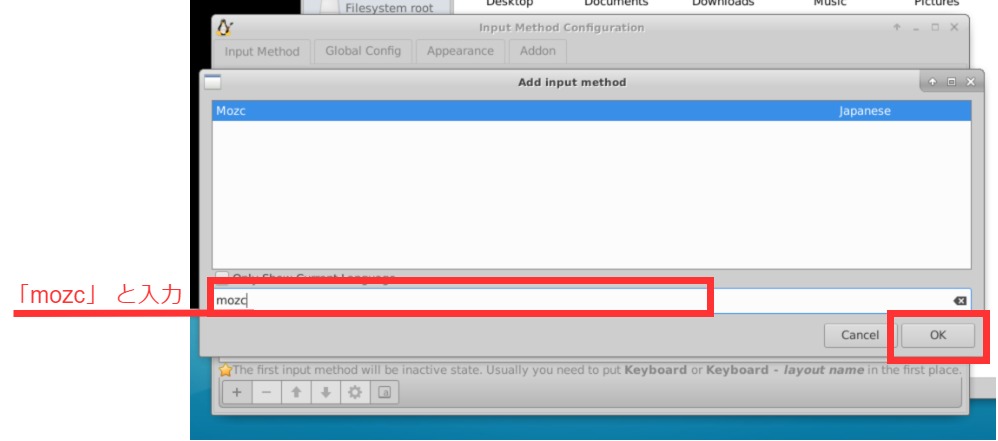 Filesystem root
Desktop
Documents
Downloads
Music
Pictures
Input Method Configuration
Input Method
Global Config
Appearance
Addon
Add input method
Mozc
Japanese
Only Show Current Language
「mozc」 と入力
mozc
Cancel
OK
The first input method will be inactive state. Usually you need to put Keyboard or Keyboard - layout name in the first place.